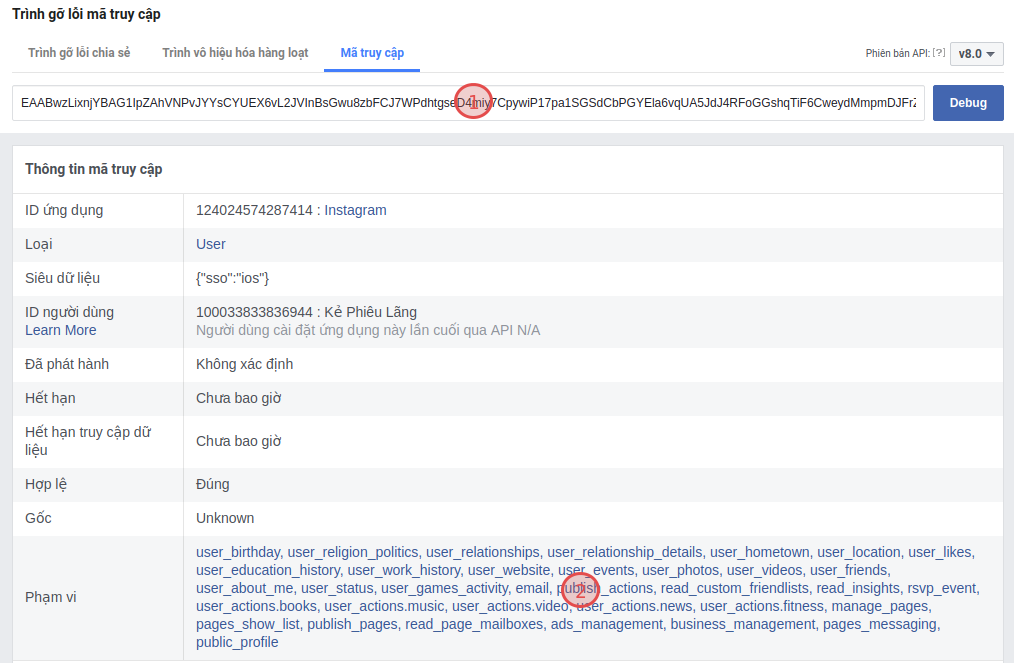 Trình gỡ lỗi mã truy cập
Trình gỡ lỗi chia sẻ Trình vô hiệu hóa hàng loạt Mã truy cập Phiên bản API: [?] v8.0
1
Debug
Thông tin mã truy cập
ID ứng dụng 124024574287414 : Instagram
Loại User
Siêu dữ liệu {"sso":"ios"}
ID người dùng 100033833836944 : Kẻ Phiêu Lãng
Learn More Người dùng cài đặt ứng dụng này lần cuối qua API N/A
Đã phát hành Không xác định
Hết hạn Chưa bao giờ
Hết hạn truy cập dữ
liệu
Chưa bao giờ
Hợp lệ Đúng
Gốc Unknown
Phạm vi
user_birthday, user_religion_politics, user_relationships, user_relationship_details, user_hometown, user_location, user_likes,
user_education_history, user_work_history, user_website, user_events, user_photos, user_videos, user_friends,
user_about_me, user_status, user_games_activity, email, publish_actions, read_custom_friendlists, read_insights, rsvp_event,
2
user_actions.books, user_actions.music, user_actions.video, user_actions.news, user_actions.fitness, manage_pages,
pages_show_list, publish_pages, read_page_mailboxes, ads_management, business_management, pages_messaging,
public_profile